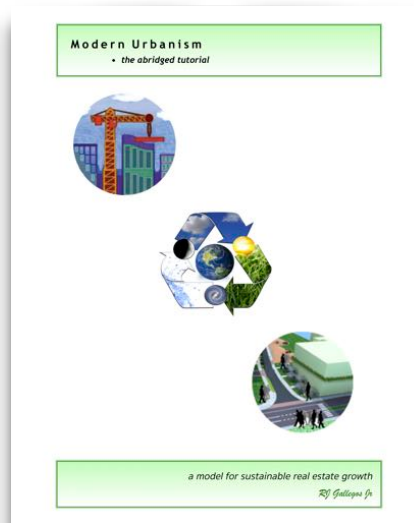 Modern Urbanism
• the abridged tutorial
a model for sustainable real estate growth
RJ Gallegos Jr